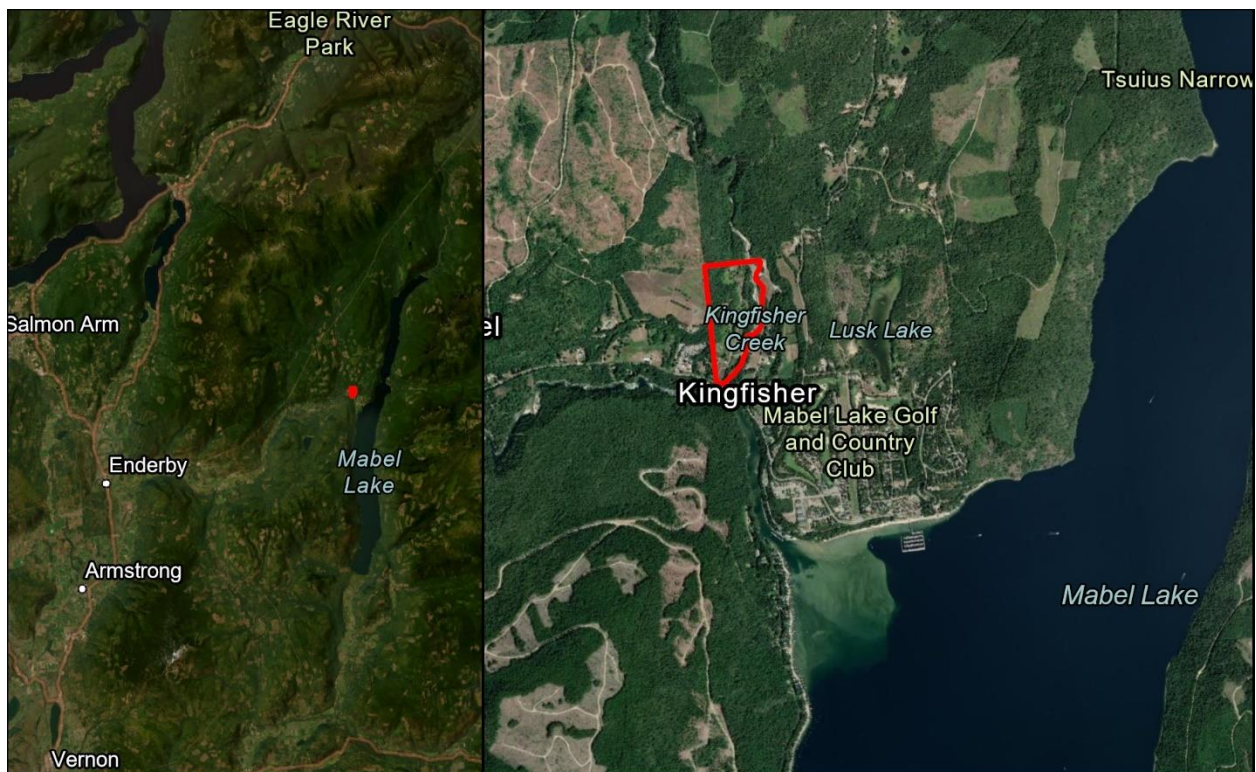 Eagle River
Park
Salmon Arm
Enderby
Mabel
Lake
Armstrong
Vernon
Tsuius Narrow
el
Kingfisher
Creek
Lusk Lake
Kingfisher
Mabel Lake Golf
and Country
Club
Mabel Lake